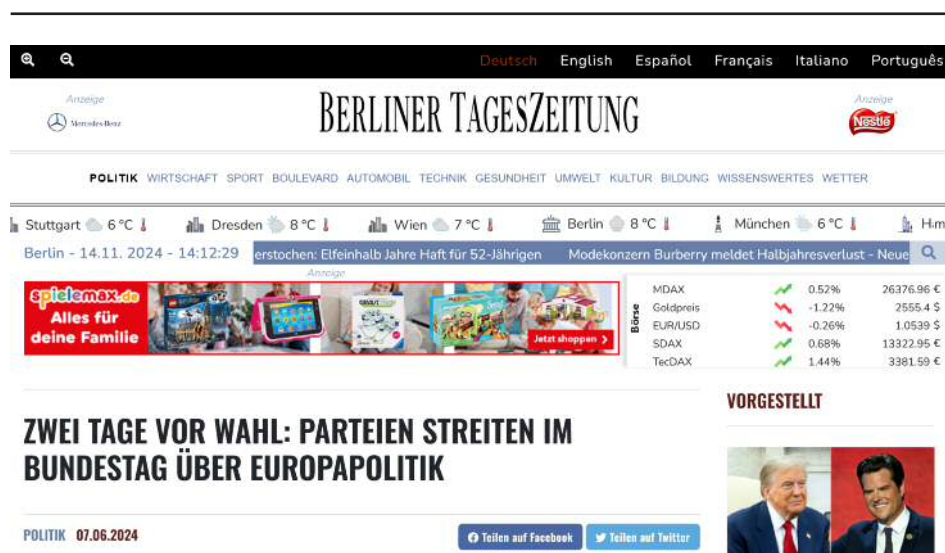 Deutsch English Español Français Italiano Português
Anzeige
Mercedes-Benz
BERLINER TAGESZEITUNG
Anzeige
Nestlé
POLITIK WIRTSCHAFT SPORT BOULEVARD AUTOMOBIL TECHNIK GESUNDHEIT UMWELT KULTUR BILDUNG WISSENSWERTES WETTER
Stuttgart 6 °C Dresden 8 °C Wien 7 °C Berlin 8 °C München 6 °C
Berlin - 14.11. 2024 - 14:12:29 erstochen: Elfeinhalb Jahre Haft für 52-Jährigen Modekonzern Burberry meldet Halbjahresverlust - Neue
Anzeige
spielemax.de
Alles für
deine Familie
Jetzt shoppen
Börse
MDAX 0.52% 26376.96 €
Goldpreis -1.22% 2555.4 $
EUR/USD -0.26% 1.0539 $
SDAX 0.68% 13322.95 €
TecDAX 1.44% 3381.59 €
VORGESTELLT
ZWEI TAGE VOR WAHL: PARTEIEN STREITEN IM
BUNDESTAG ÜBER EUROPAPOLITIK
POLITIK 07.06.2024
Teilen auf Facebook Teilen auf Twitter